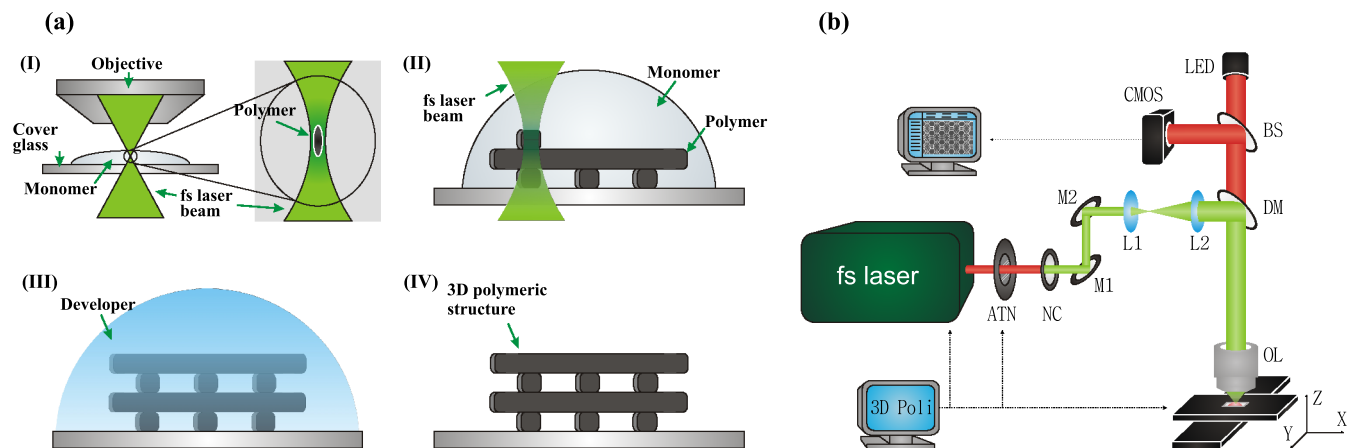 (a)
(I)
Objective
Polymer
Cover
glass
Monomer
fs laser
beam
(II)
fs laser
beam
Monomer
Polymer
(III)
Developer
(IV)
3D polymeric
structure
(b)
LED
CMOS
BS
M2
DM
L1
L2
fs laser
M1
ATN
NC
OL
3D Poli
Z
X
Y